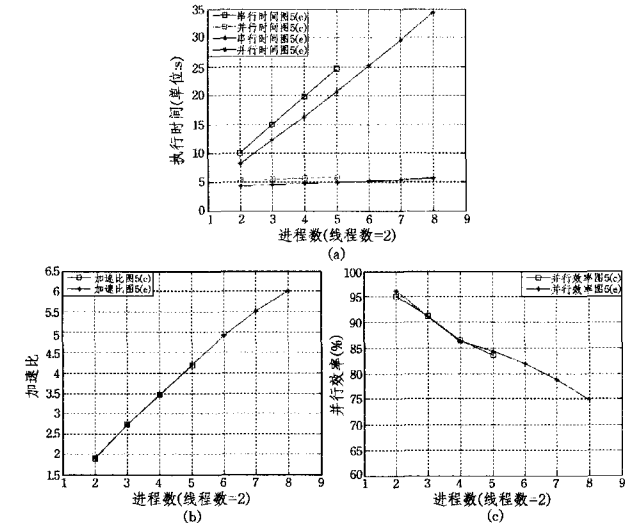 35
30
25
20
15
10
5
0
执行时间(单位:s)
串行时间图5(c)
并行时间图5(c)
串行时间图5(e)
并行时间图5(e)
1 2 3 4 5 6 7 8 9
进程数(线程数=2)
(a)
6.5
6
5.5
5
4.5
4
3.5
3
2.5
2
1.5
加速比
加速比图5(c)
加速比图5(e)
1 2 3 4 5 6 7 8 9
进程数(线程数=2)
(b)
100
95
90
85
80
75
70
65
60
并行效率(%)
并行效率图5(c)
并行效率图5(e)
1 2 3 4 5 6 7 8 9
进程数(线程数=2)
(c)